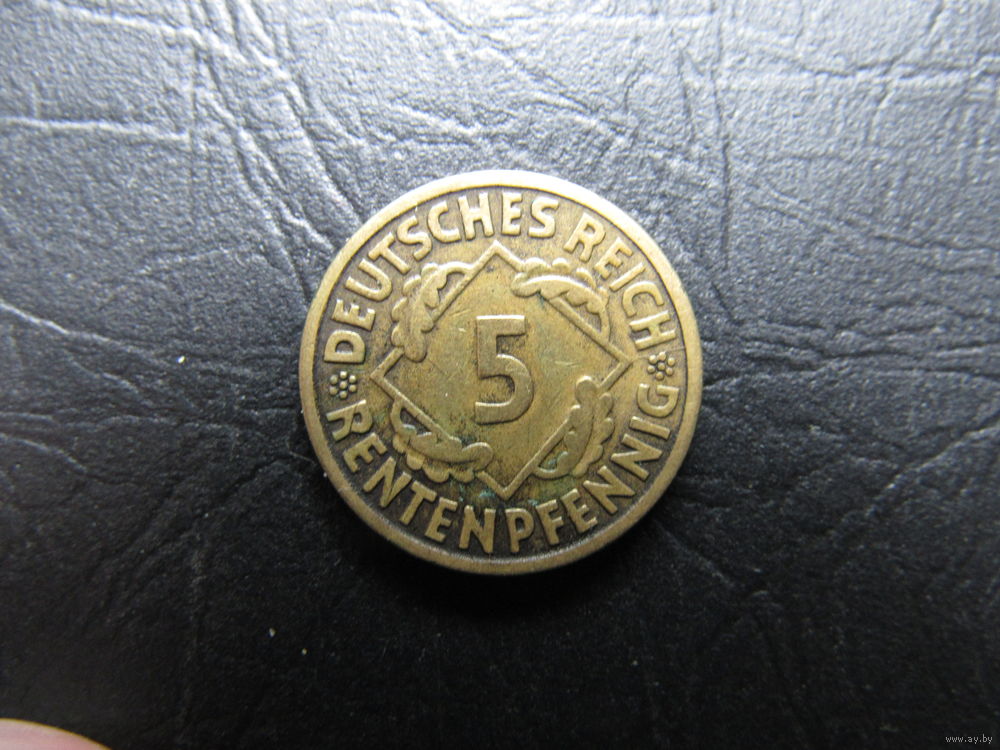 DEUTSCHES REICH
5
RENTENPFENNIG
www.ay.by